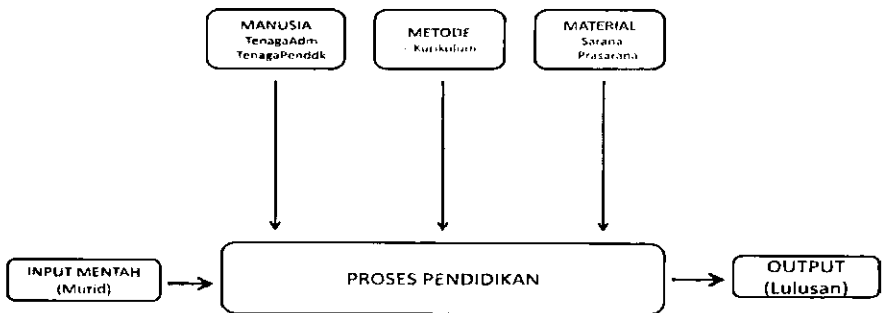 MANUSIA
TenagaAdm
TenagaPenddk
METODE
- Kurikulum
MATERIAL
Sarana
Prasarana
INPUT MENTAH
(Murid)
PROSES PENDIDIKAN
OUTPUT
(Lulusan)